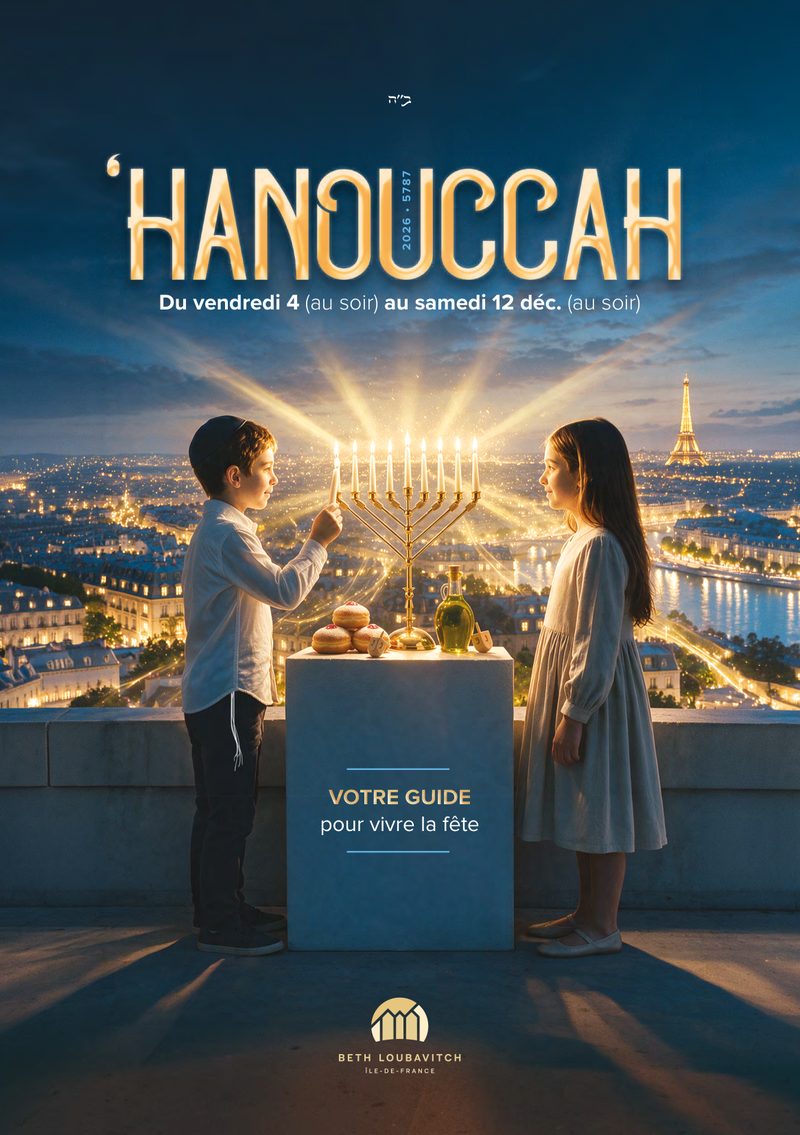 ב״ה
‘HANOUCCAH
2026 • 5787
Du vendredi 4 (au soir) au samedi 12 déc. (au soir)
VOTRE GUIDE
pour vivre la fête
BETH LOUBAVITCH
ÎLE-DE-FRANCE